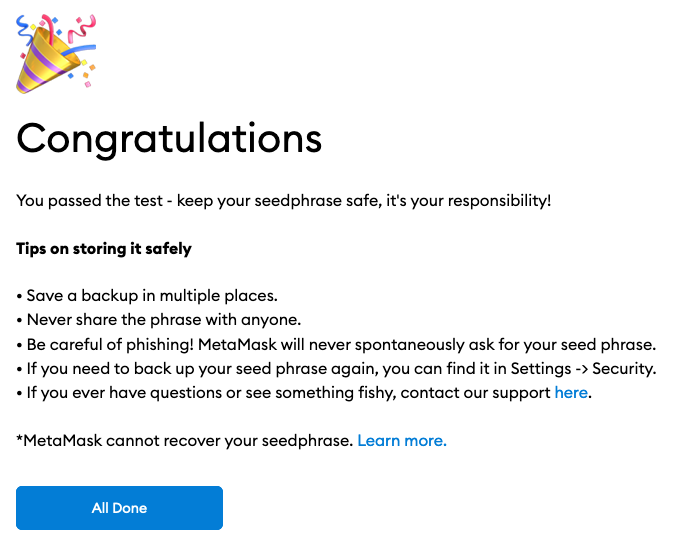 Congratulations
You passed the test - keep your seedphrase safe, it's your responsibility!
Tips on storing it safely
• Save a backup in multiple places.
• Never share the phrase with anyone.
• Be careful of phishing! MetaMask will never spontaneously ask for your seed phrase.
• If you need to back up your seed phrase again, you can find it in Settings -> Security.
• If you ever have questions or see something fishy, contact our support here.
*MetaMask cannot recover your seedphrase. Learn more.
All Done